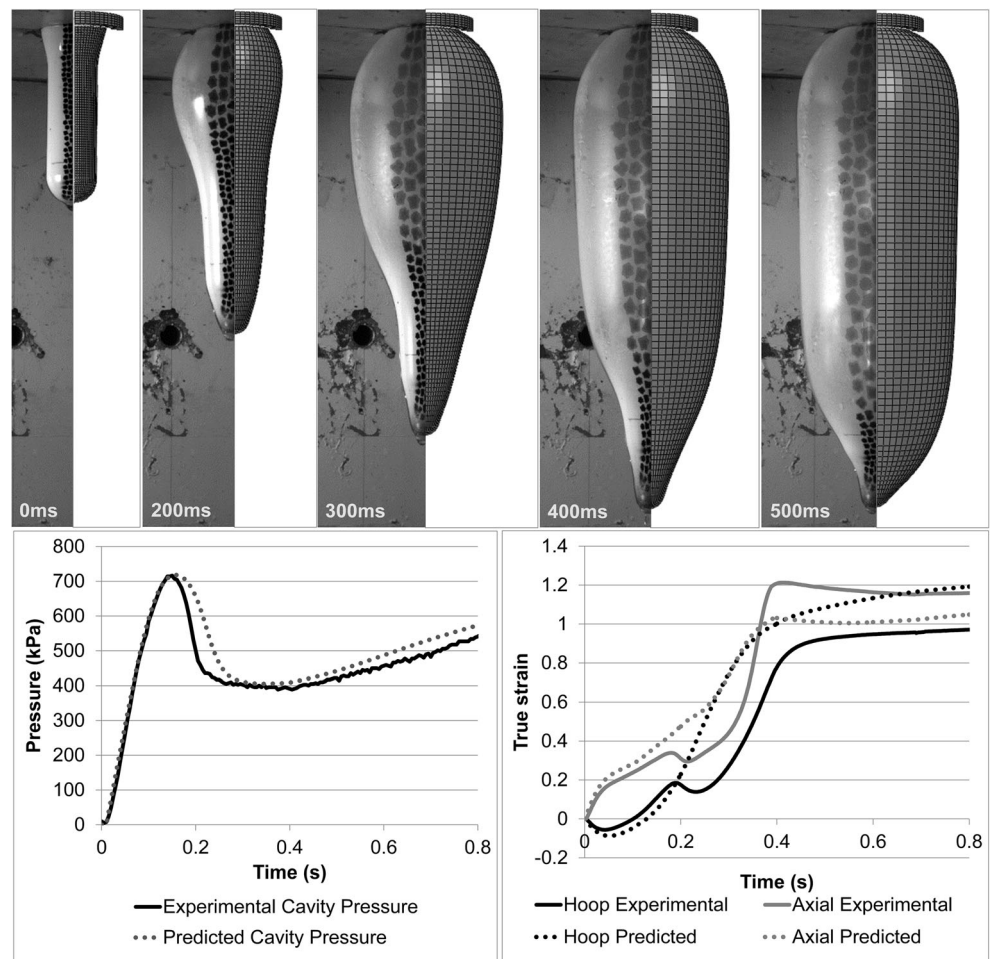 0ms
200ms
300ms
400ms
500ms
800
700
600
500
400
300
200
100
0
Pressure (kPa)
0 0.2 0.4 0.6 0.8
Time (s)
Experimental Cavity Pressure
Predicted Cavity Pressure
1.4
1.2
1
0.8
0.6
0.4
0.2
0
-0.2
True strain
0 0.2 0.4 0.6 0.8
Time (s)
Hoop Experimental Axial Experimental
Hoop Predicted Axial Predicted